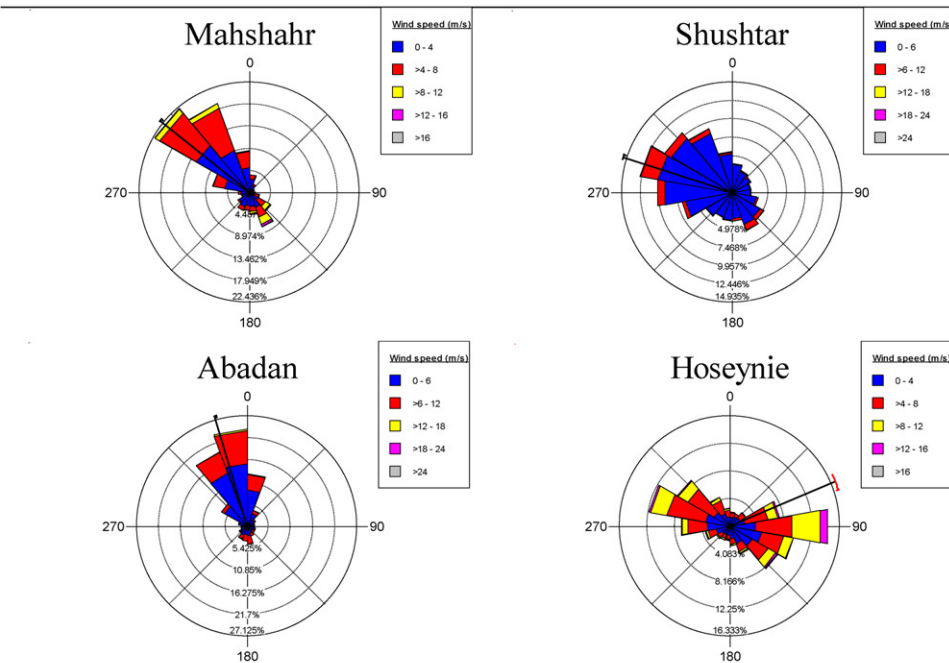 Mahshahr
Wind speed (m/s)
0 - 4
>4 - 8
>8 - 12
>12 - 16
>16
0
270
90
8.974%
13.462%
17.949%
22.436%
180
Shushtar
Wind speed (m/s)
0 - 6
>6 - 12
>12 - 18
>18 - 24
>24
0
270
90
4.978%
7.468%
9.957%
12.446%
14.935%
180
Abadan
Wind speed (m/s)
0 - 6
>6 - 12
>12 - 18
>18 - 24
>24
0
270
90
5.425%
10.85%
16.275%
21.7%
27.125%
180
Hoseynie
Wind speed (m/s)
0 - 4
>4 - 8
>8 - 12
>12 - 16
>16
0
270
90
4.083%
8.166%
12.25%
16.333%
180